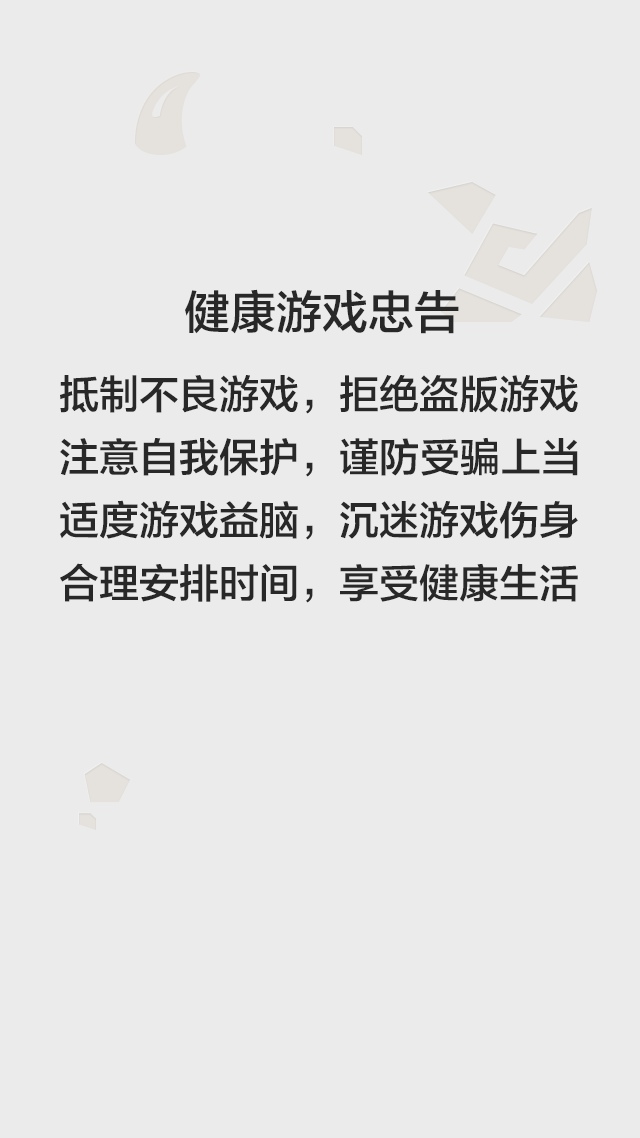 健康游戏忠告
抵制不良游戏，拒绝盗版游戏
注意自我保护，谨防受骗上当
适度游戏益脑，沉迷游戏伤身
合理安排时间，享受健康生活